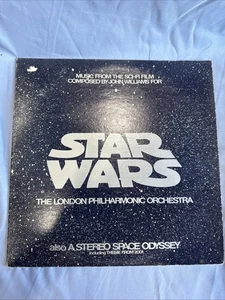 MUSIC FROM THE SCI-FI FILM
COMPOSED BY JOHN WILLIAMS FOR
STAR
WARS
THE LONDON PHILHARMONIC ORCHESTRA
also A STEREO SPACE ODYSSEY
including THEME FROM 2001